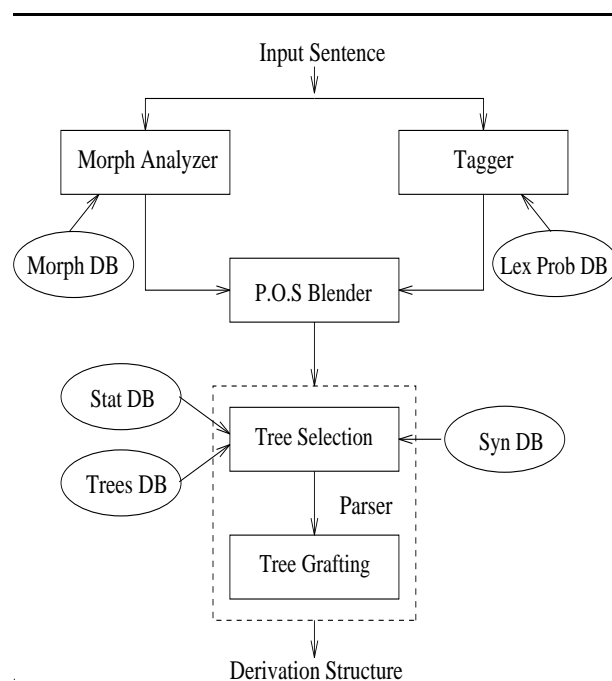 Input Sentence
Morph Analyzer
Tagger
Morph DB
Lex Prob DB
P.O.S Blender
Stat DB
Tree Selection
Syn DB
Trees DB
Parser
Tree Grafting
Derivation Structure